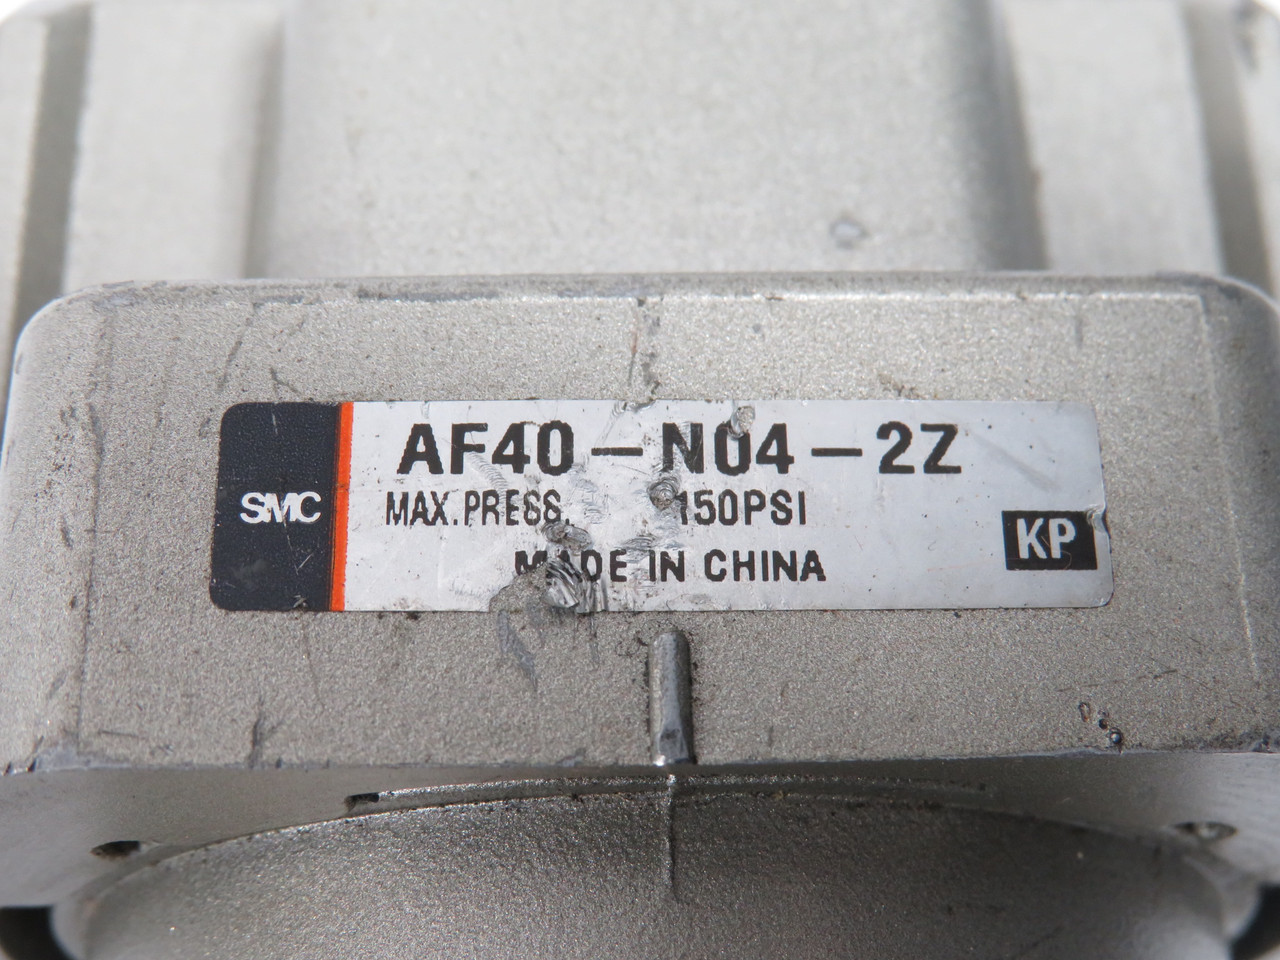 SMC
AF40-N04-2Z
MAX.PRESS. 150PSI
MADE IN CHINA
KP